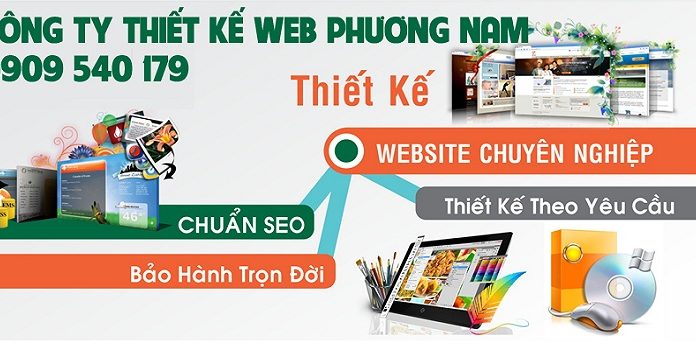 ÔNG TY THIẾT KẾ WEB PHƯƠNG NAM
909 540 179
Thiết Kế
WEBSITE CHUYÊN NGHIỆP
Thiết Kế Theo Yêu Cầu
CHUẨN SEO
Bảo Hành Trọn Đời